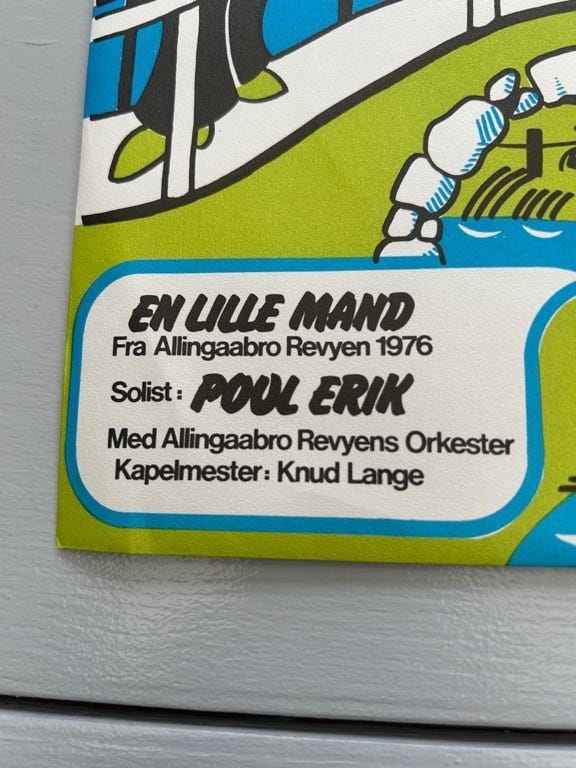 EN LILLE MAND
Fra Allingaabro Revyen 1976
Solist: POUL ERIK
Med Allingaabro Revyens Orkester
Kapelmester: Knud Lange